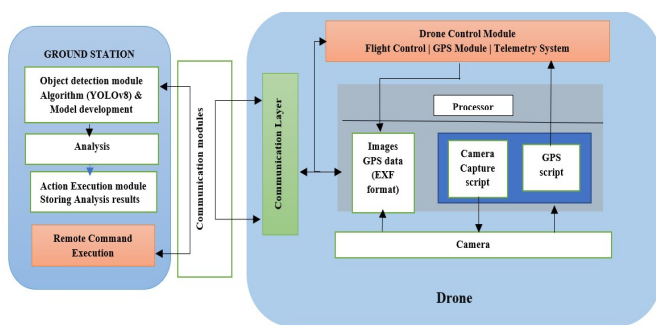 GROUND STATION
Object detection module
Algorithm (YOLOv8) &
Model development
Analysis
Action Execution module
Storing Analysis results
Remote Command
Execution
Communication modules
Communication Layer
Drone Control Module
Flight Control | GPS Module | Telemetry System
Processor
Images
GPS data
(EXF
format)
Camera
Capture
script
GPS
script
Camera
Drone